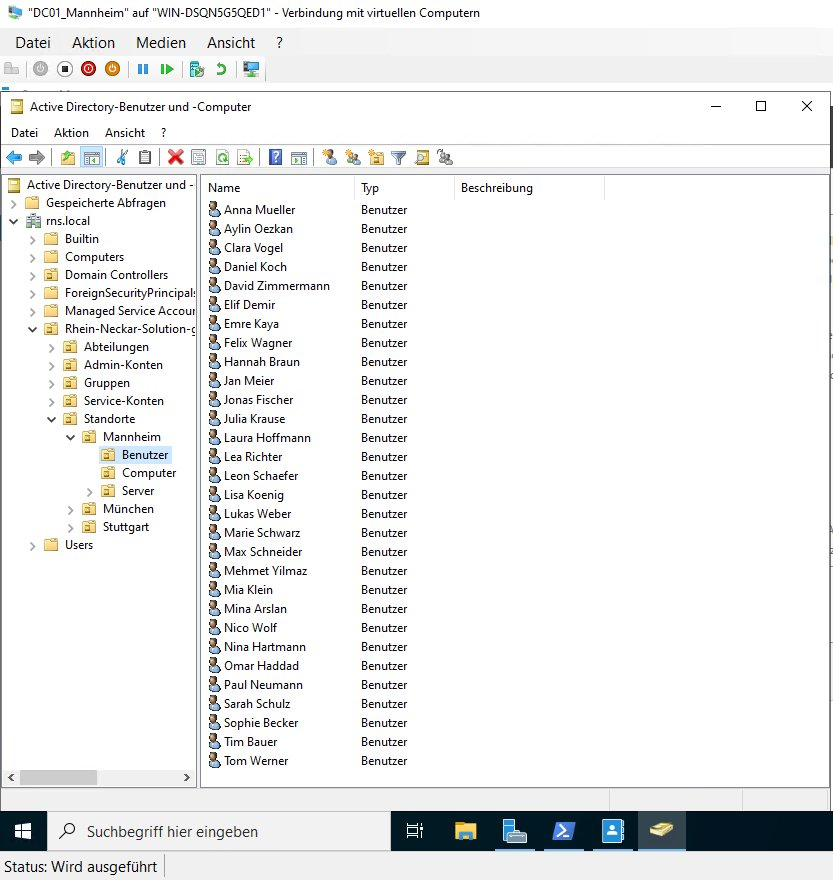 "DC01_Mannheim" auf "WIN-DSQN5G5QED1" - Verbindung mit virtuellen Computern
Datei Aktion Medien Ansicht ?
Active Directory-Benutzer und -Computer
Datei Aktion Ansicht ?
Active Directory-Benutzer und -
Gespeicherte Abfragen
rns.local
Builtin
Computers
Domain Controllers
ForeignSecurityPrincipals
Managed Service Accoun
Rhein-Neckar-Solution-g
Abteilungen
Admin-Konten
Gruppen
Service-Konten
Standorte
Mannheim
Benutzer
Computer
Server
München
Stuttgart
Users
Name Typ Beschreibung
Anna Mueller Benutzer
Aylin Oezkan Benutzer
Clara Vogel Benutzer
Daniel Koch Benutzer
David Zimmermann Benutzer
Elif Demir Benutzer
Emre Kaya Benutzer
Felix Wagner Benutzer
Hannah Braun Benutzer
Jan Meier Benutzer
Jonas Fischer Benutzer
Julia Krause Benutzer
Laura Hoffmann Benutzer
Lea Richter Benutzer
Leon Schaefer Benutzer
Lisa Koenig Benutzer
Lukas Weber Benutzer
Marie Schwarz Benutzer
Max Schneider Benutzer
Mehmet Yilmaz Benutzer
Mia Klein Benutzer
Mina Arslan Benutzer
Nico Wolf Benutzer
Nina Hartmann Benutzer
Omar Haddad Benutzer
Paul Neumann Benutzer
Sarah Schulz Benutzer
Sophie Becker Benutzer
Tim Bauer Benutzer
Tom Werner Benutzer
Suchbegriff hier eingeben
Status: Wird ausgeführt